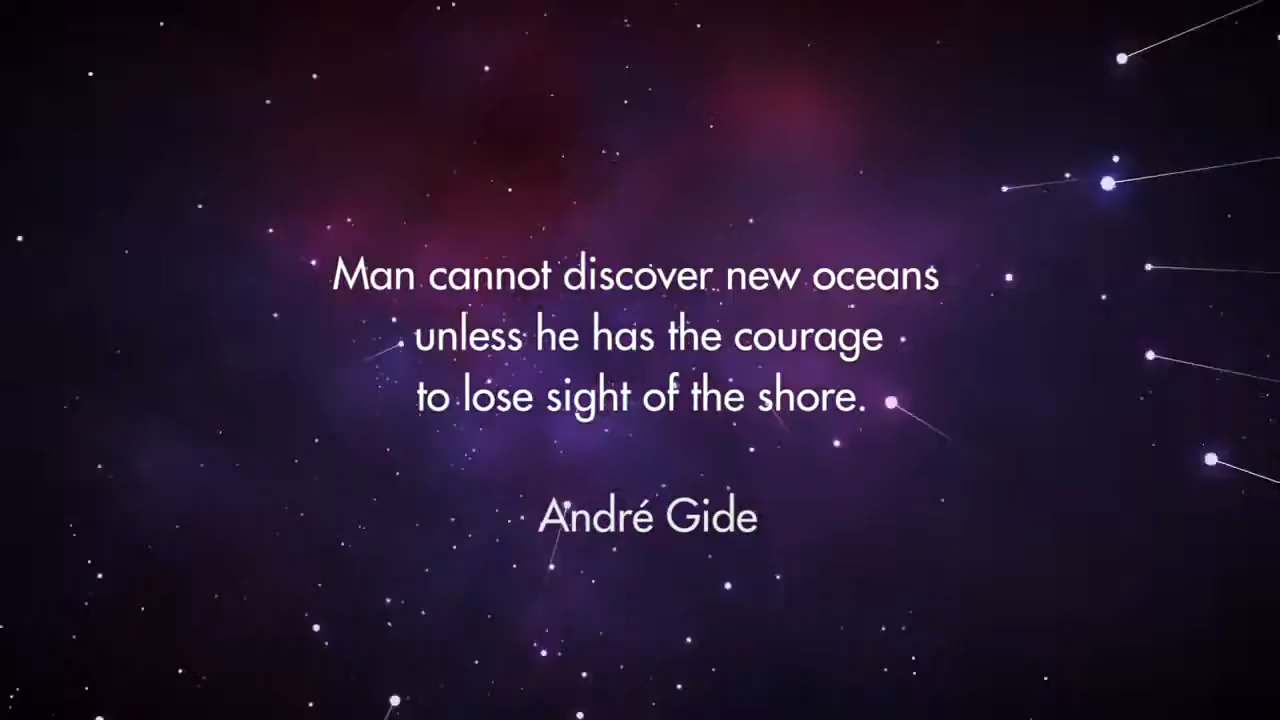 Man cannot discover new oceans
unless he has the courage
to lose sight of the shore.
André Gide